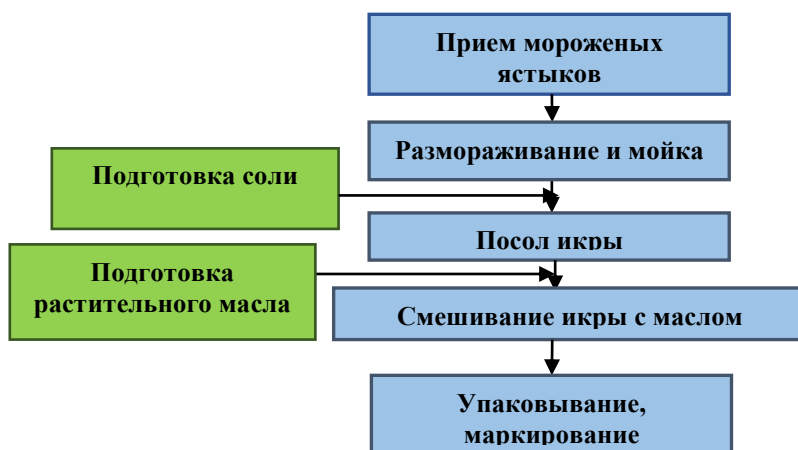 Прием мороженых
ястыков
Размораживание и мойка
Подготовка соли
Посол икры
Подготовка
растительного масла
Смешивание икры с маслом
Упаковывание,
маркирование